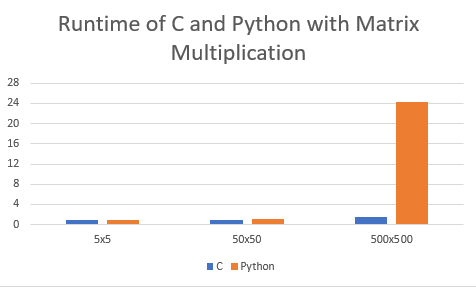 Runtime of C and Python with Matrix
Multiplication
28
24
20
16
12
8
4
0
5x5 50x50 500x500
C Python